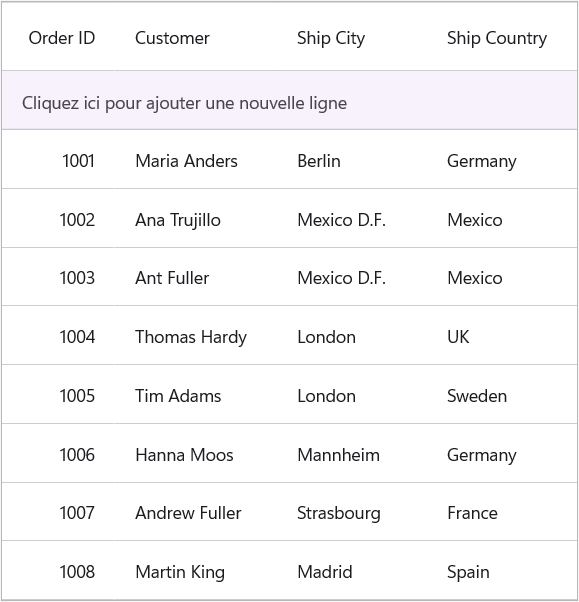 Order ID Customer Ship City Ship Country
Cliquez ici pour ajouter une nouvelle ligne
1001 Maria Anders Berlin Germany
1002 Ana Trujillo Mexico D.F. Mexico
1003 Ant Fuller Mexico D.F. Mexico
1004 Thomas Hardy London UK
1005 Tim Adams London Sweden
1006 Hanna Moos Mannheim Germany
1007 Andrew Fuller Strasbourg France
1008 Martin King Madrid Spain